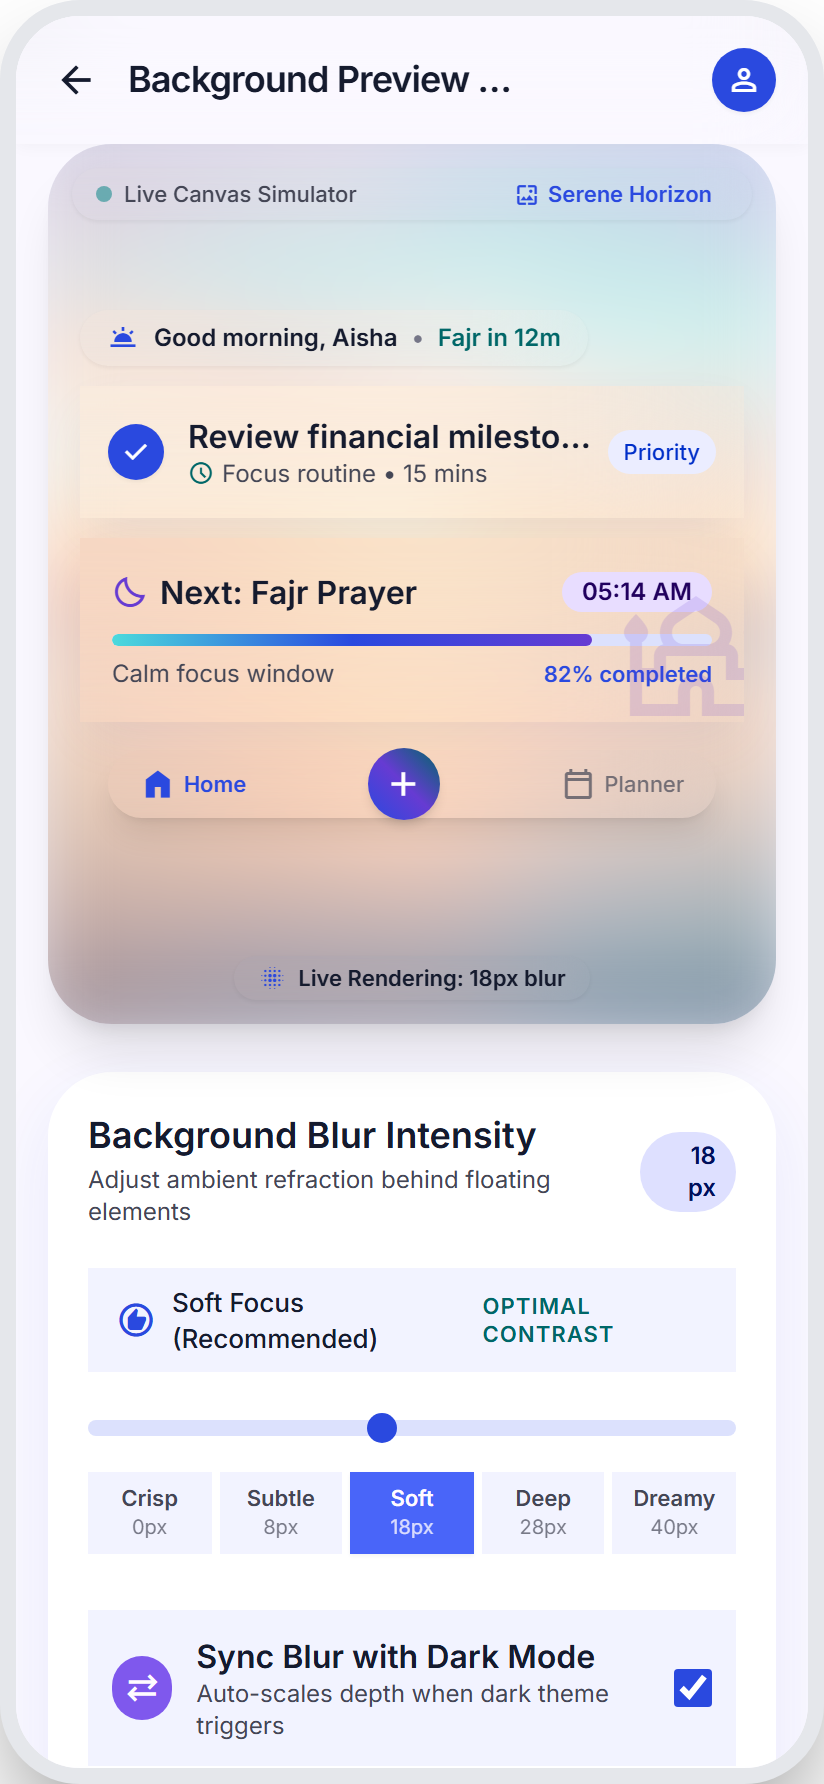 Background Preview ...
Live Canvas Simulator
Serene Horizon
Good morning, Aisha • Fajr in 12m
Review financial milesto...
Focus routine • 15 mins
Priority
Next: Fajr Prayer
05:14 AM
Calm focus window
82% completed
Home
Planner
Live Rendering: 18px blur
Background Blur Intensity
Adjust ambient refraction behind floating
elements
18
px
Soft Focus
(Recommended)
OPTIMAL
CONTRAST
Crisp
0px
Subtle
8px
Soft
18px
Deep
28px
Dreamy
40px
Sync Blur with Dark Mode
Auto-scales depth when dark theme
triggers